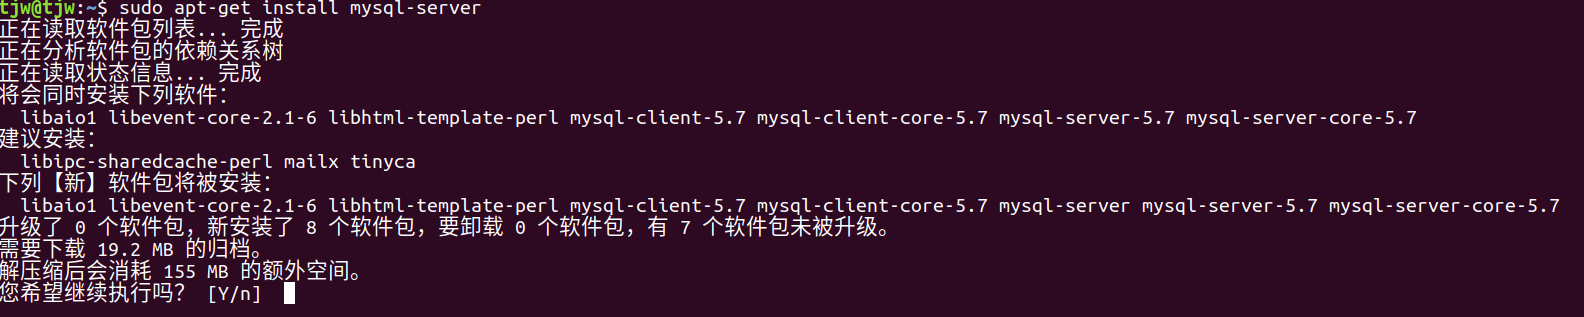 tjw@tjw:~$ sudo apt-get install mysql-server
正在读取软件包列表... 完成
正在分析软件包的依赖关系树
正在读取状态信息... 完成
将会同时安装下列软件：
libaio1 libevent-core-2.1-6 libhtml-template-perl mysql-client-5.7 mysql-client-core-5.7 mysql-server-5.7 mysql-server-core-5.7
建议安装：
libipc-sharedcache-perl mailx tinyca
下列【新】软件包将被安装：
libaio1 libevent-core-2.1-6 libhtml-template-perl mysql-client-5.7 mysql-client-core-5.7 mysql-server mysql-server-5.7 mysql-server-core-5.7
升级了 0 个软件包，新安装了 8 个软件包，要卸载 0 个软件包，有 7 个软件包未被升级。
需要下载 19.2 MB 的归档。
解压缩后会消耗 155 MB 的额外空间。
您希望继续执行吗？ [Y/n]